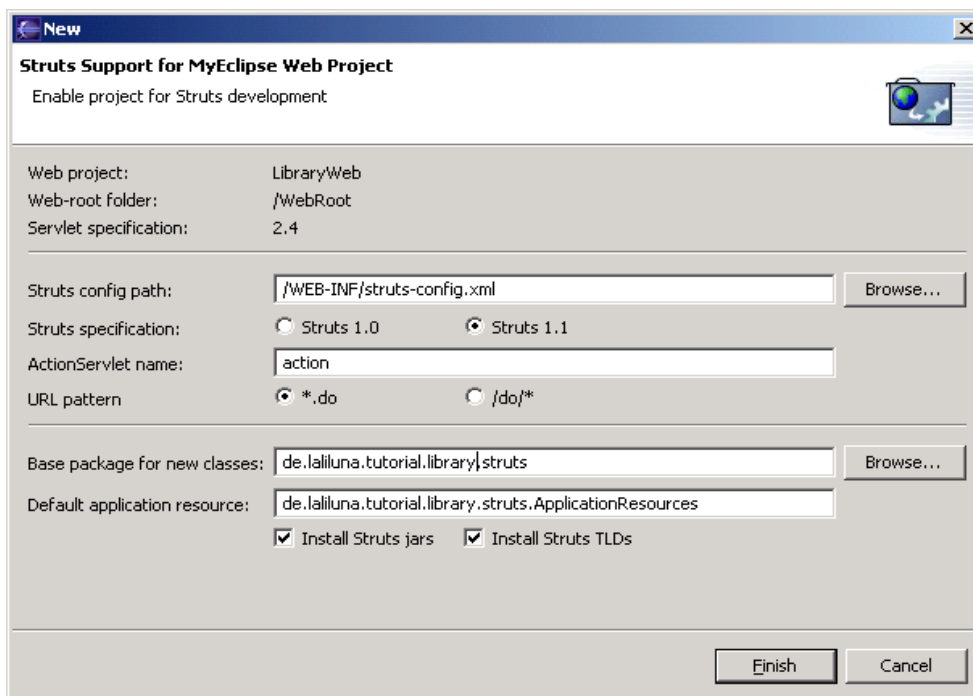 New
Struts Support for MyEclipse Web Project
Enable project for Struts development
Web project: LibraryWeb
Web-root folder: /WebRoot
Servlet specification: 2.4
Struts config path: /WEB-INF/struts-config.xml Browse...
Struts specification: Struts 1.0 Struts 1.1
ActionServlet name: action
URL pattern *.do /do/*
Base package for new classes: de.laliluna.tutorial.library.struts Browse...
Default application resource: de.laliluna.tutorial.library.struts.ApplicationResources
Install Struts jars Install Struts TLDs
Finish Cancel